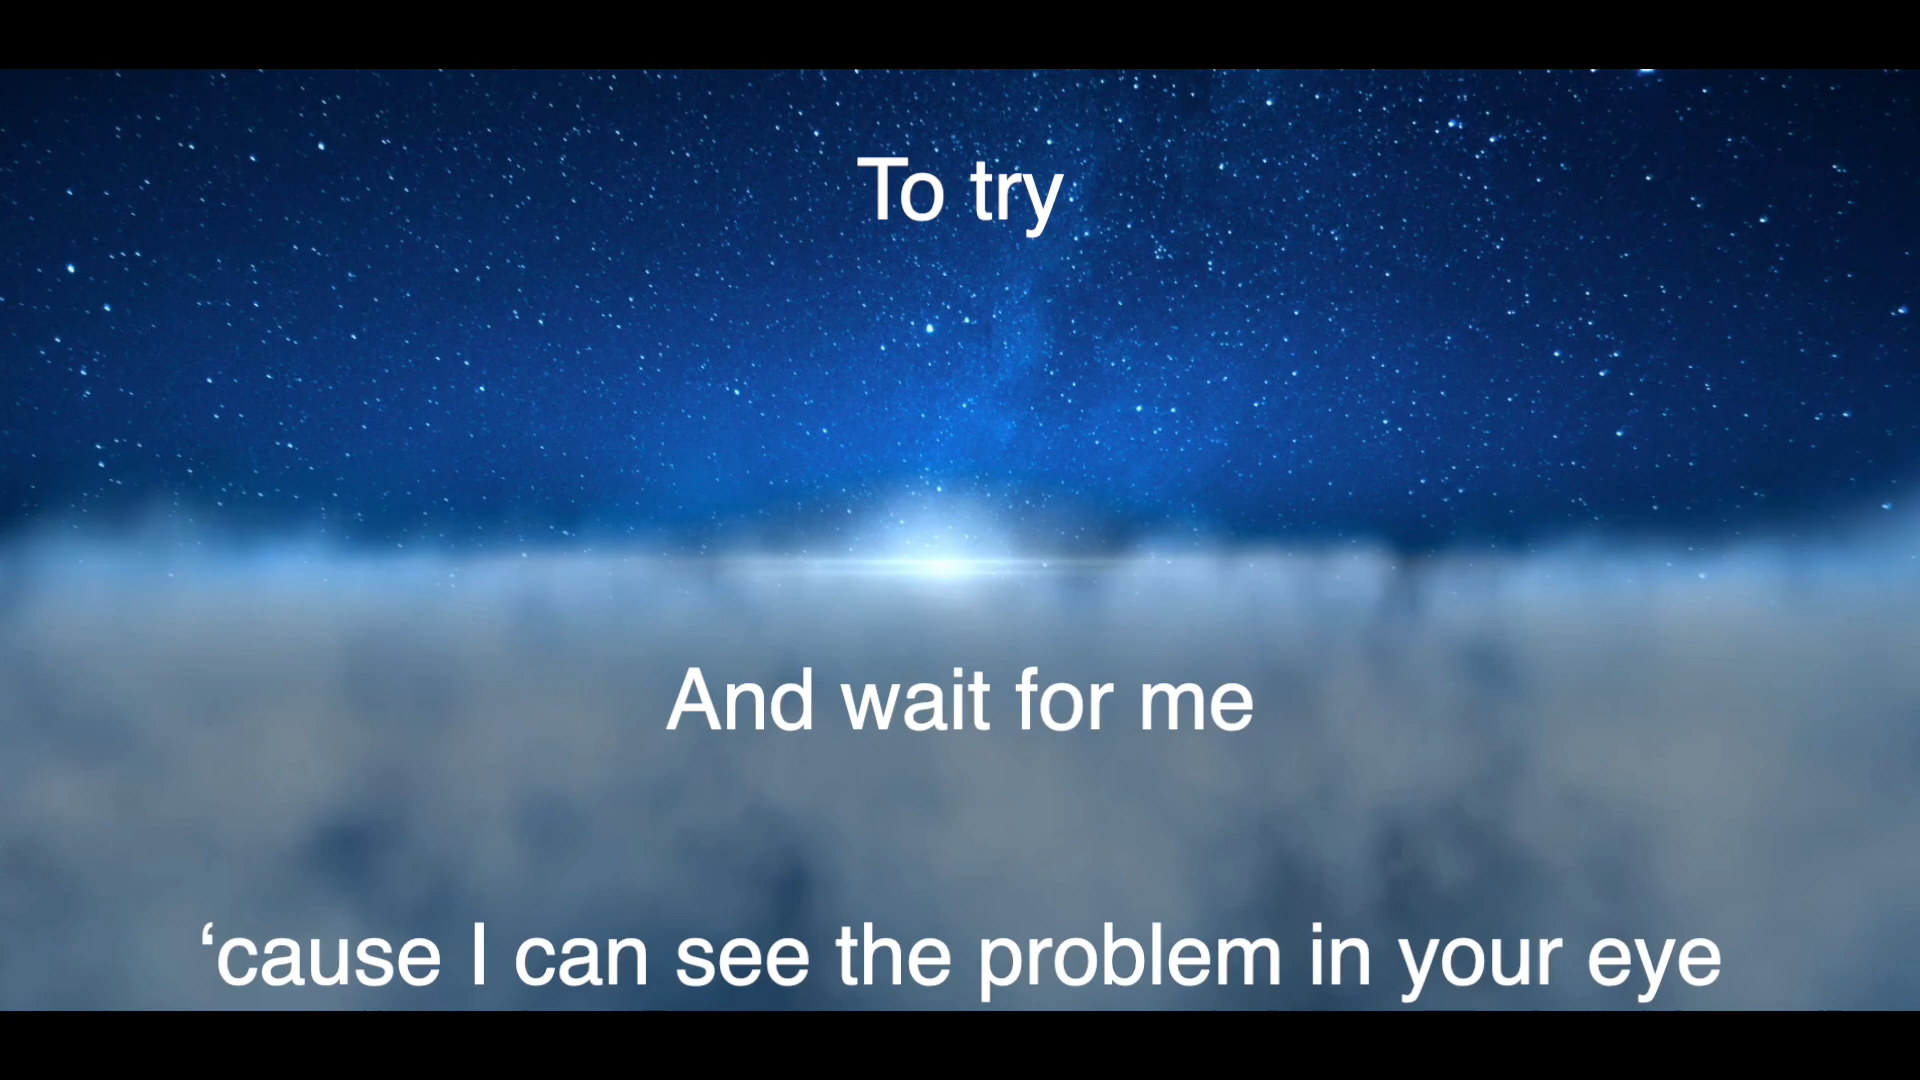 To try
And wait for me
‘cause I can see the problem in your eye